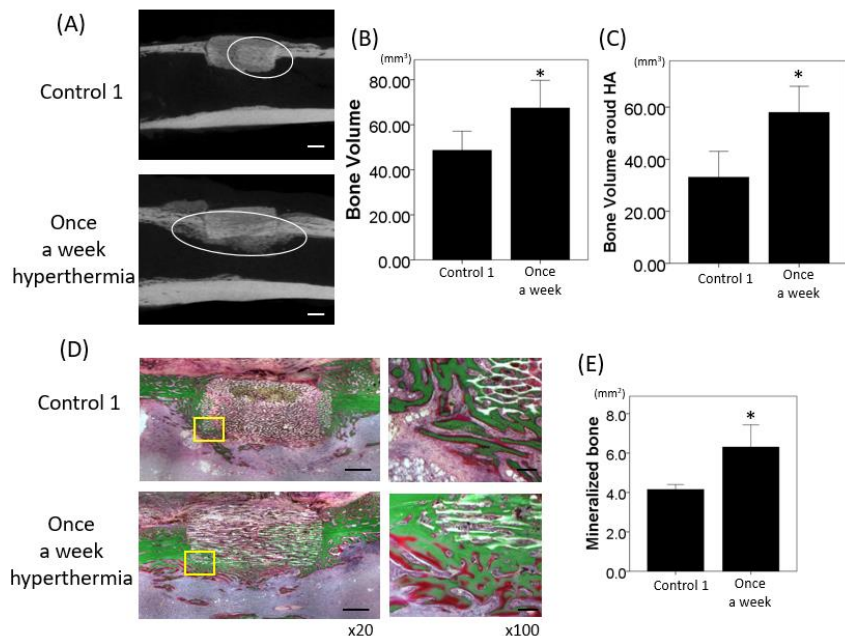 (A)
Control 1
Once
a week
hyperthermia
(B)
(mm³)
Bone Volume
80.00
60.00
40.00
20.00
0.00
*
Control 1
Once
a week
(C)
(mm³)
Bone Volume aroud HA
60.00
40.00
20.00
0.00
*
Control 1
Once
a week
(D)
Control 1
Once
a week
hyperthermia
x20
x100
(E)
(mm²)
Mineralized bone
8.0
6.0
4.0
2.0
0.0
*
Control 1
Once
a week